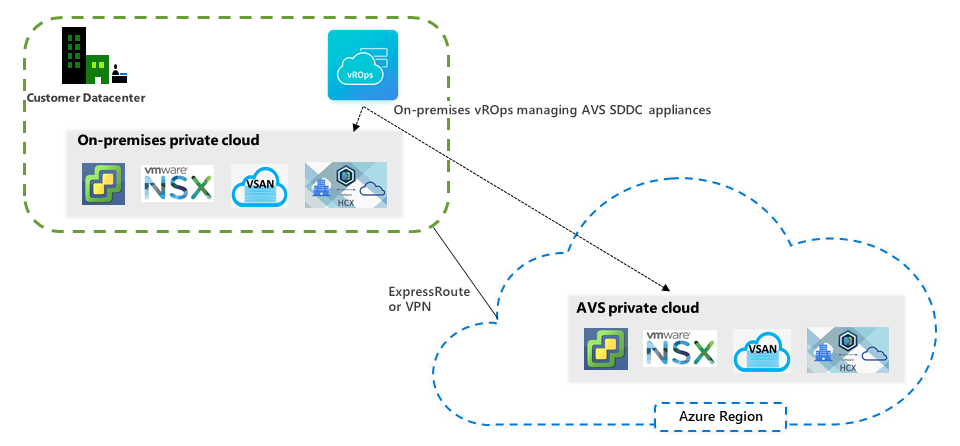 vROps
Customer Datacenter
On-premises vROps managing AVS SDDC appliances
On-premises private cloud
vmware
NSX
VSAN
HCX
ExpressRoute
or VPN
AVS private cloud
vmware
NSX
VSAN
HCX
Azure Region